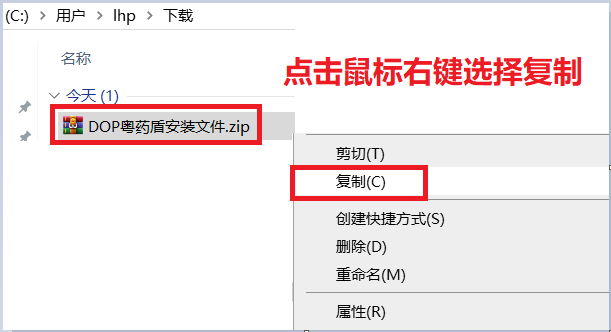 (C:) > 用户 > lhp > 下载
名称
今天 (1)
点击鼠标右键选择复制
DOP粤药盾安装文件.zip
剪切(T)
复制(C)
创建快捷方式(S)
删除(D)
重命名(M)
属性(R)